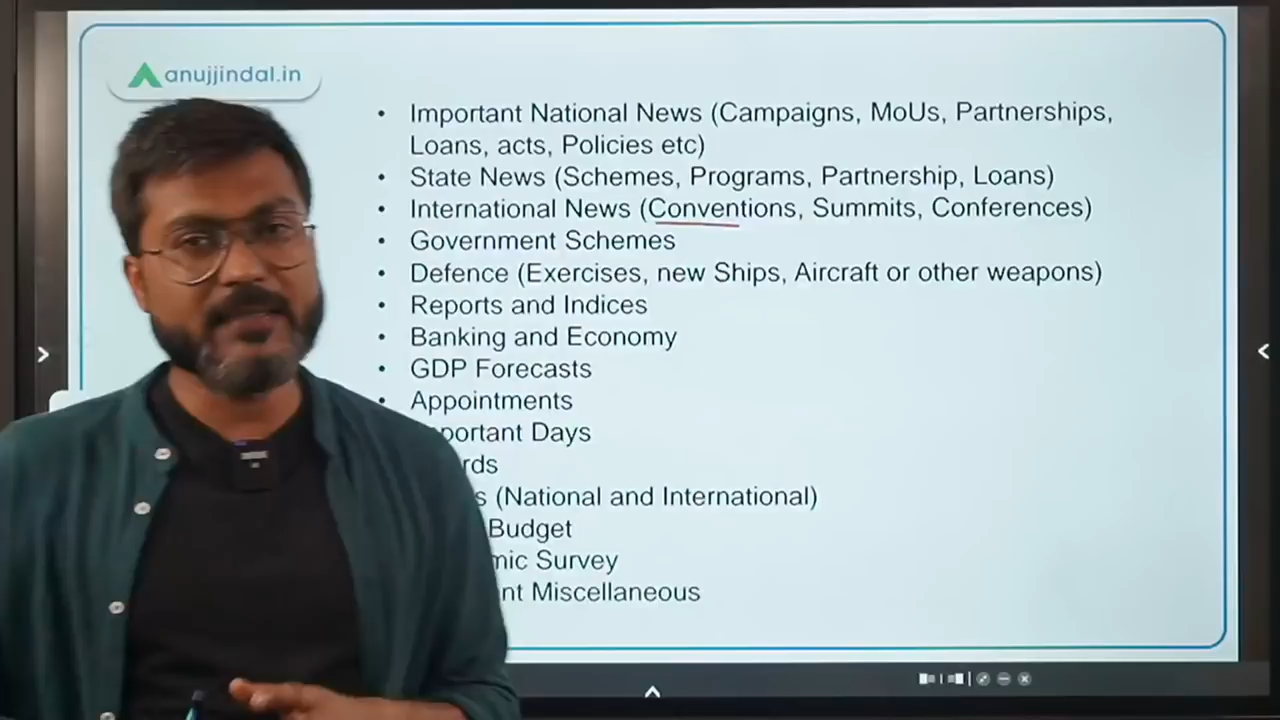 anujjindal.in
• Important National News (Campaigns, MoUs, Partnerships,
Loans, acts, Policies etc)
• State News (Schemes, Programs, Partnership, Loans)
• International News (Conventions, Summits, Conferences)
• Government Schemes
• Defence (Exercises, new Ships, Aircraft or other weapons)
• Reports and Indices
• Banking and Economy
• GDP Forecasts
• Appointments
portant Days
rds
s (National and International)
Budget
mic Survey
nt Miscellaneous